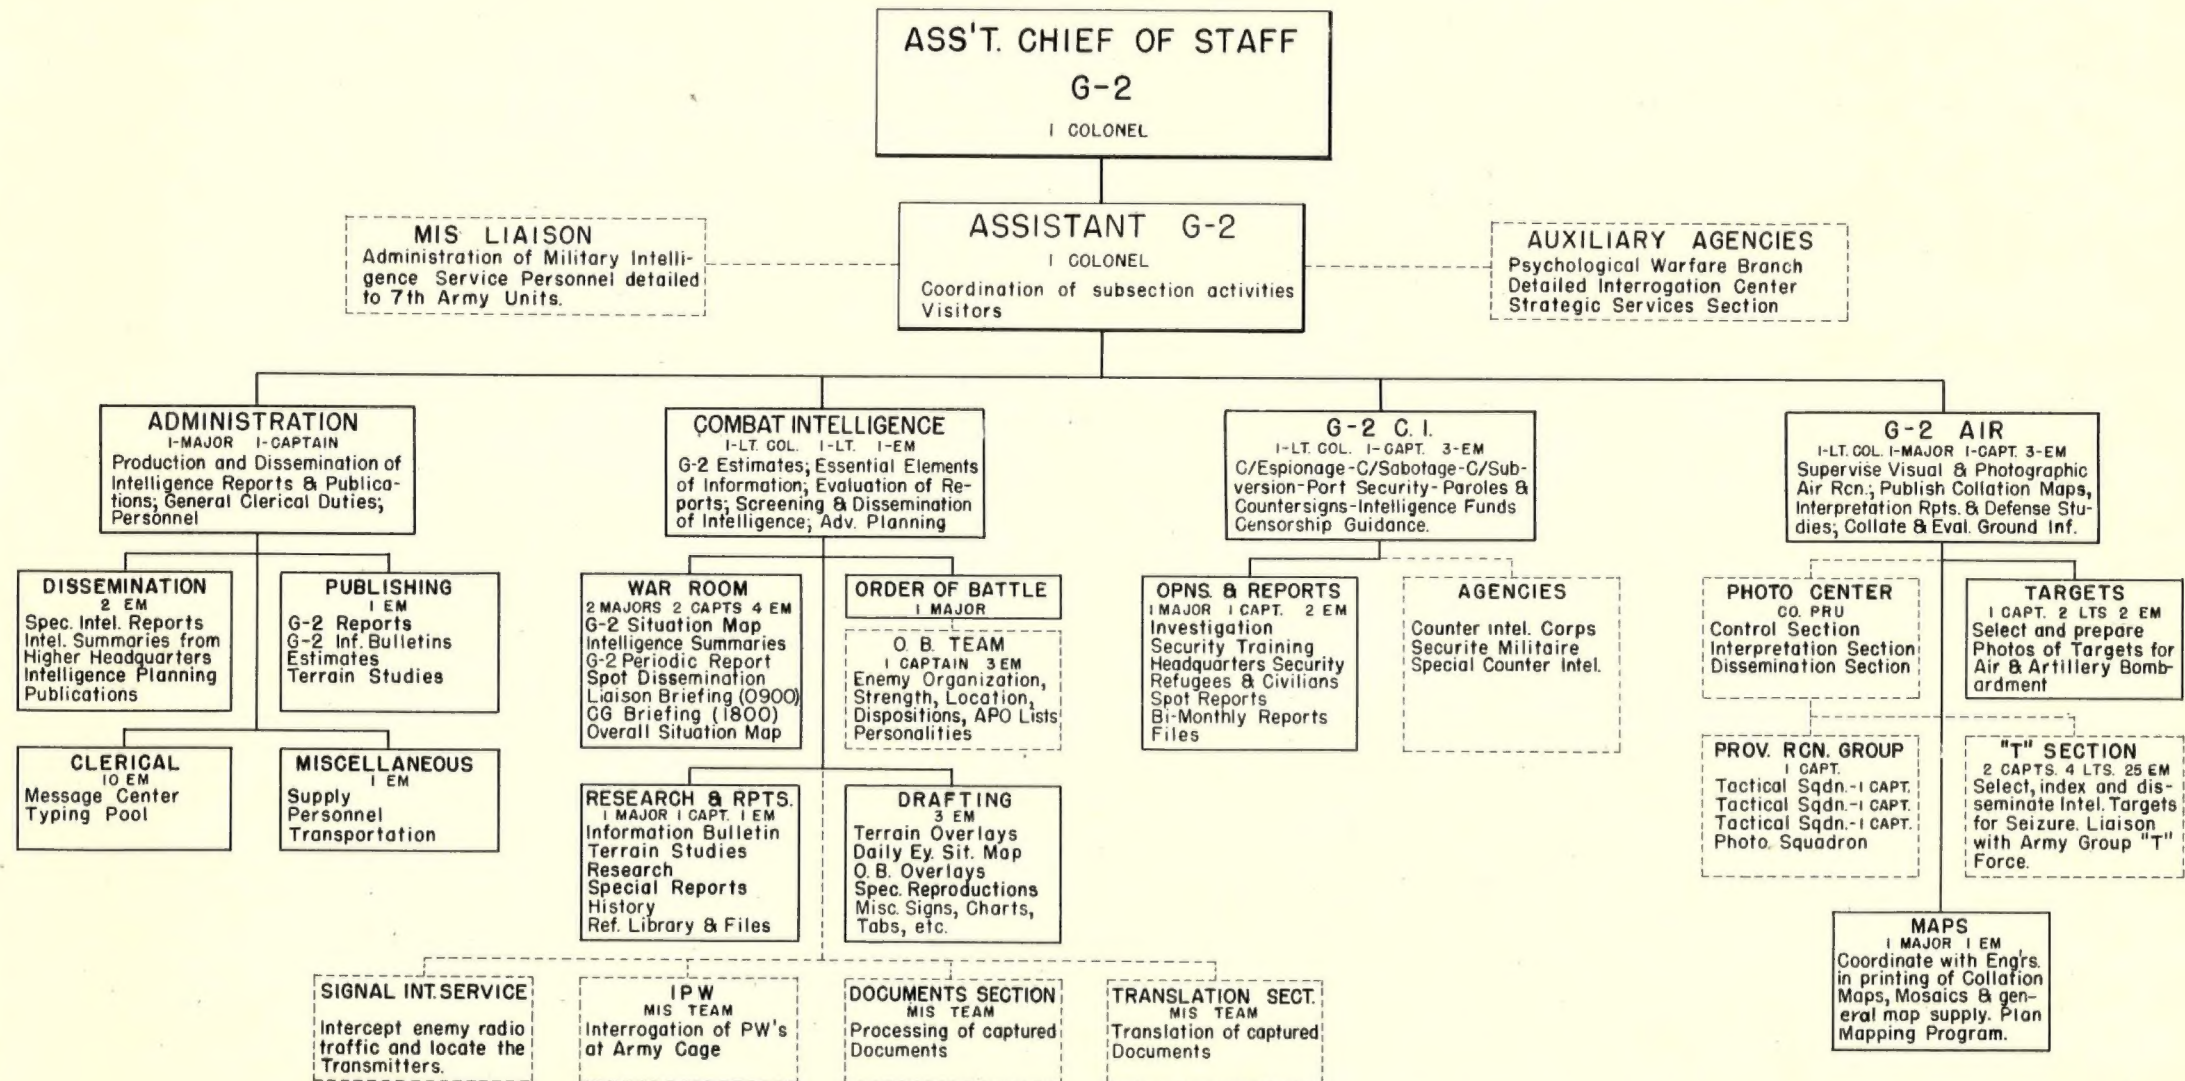 ASS'T. CHIEF OF STAFF
G-2
1 COLONEL
MIS LIAISON
Administration of Military Intelli-
gence Service Personnel detailed
to 7th Army Units.
ASSISTANT G-2
1 COLONEL
Coordination of subsection activities
Visitors
AUXILIARY AGENCIES
Psychological Warfare Branch
Detailed Interrogation Center
Strategic Services Section
ADMINISTRATION
1-MAJOR 1-CAPTAIN
Production and Dissemination of
Intelligence Reports & Publica-
tions; General Clerical Duties;
Personnel
COMBAT INTELLIGENCE
1-LT. COL. 1-LT. 1-EM
G-2 Estimates; Essential Elements
of Information; Evaluation of Re-
ports; Screening & Dissemination
of Intelligence; Adv. Planning
G-2 C.I.
1-LT. COL. 1-CAPT. 3-EM
C/Espionage-C/Sabotage-C/Sub-
version-Port Security-Paroles &
Countersigns-Intelligence Funds
Censorship Guidance.
G-2 AIR
1-LT. COL. 1-MAJOR 1-CAPT. 3-EM
Supervise Visual & Photographic
Air Rcn.; Publish Collation Maps,
Interpretation Rpts. & Defense Stu-
dies; Collate & Eval. Ground Inf.
DISSEMINATION
2 EM
Spec. Intel. Reports
Intel. Summaries from
Higher Headquarters
Intelligence Planning
Publications
PUBLISHING
1 EM
G-2 Reports
G-2 Inf. Bulletins
Estimates
Terrain Studies
WAR ROOM
2 MAJORS 2 CAPTS 4 EM
G-2 Situation Map
Intelligence Summaries
G-2 Periodic Report
Spot Dissemination
Liaison Briefing (0900)
CG Briefing (1800)
Overall Situation Map
ORDER OF BATTLE
1 MAJOR
O. B. TEAM
1 CAPTAIN 3 EM
Enemy Organization,
Strength, Location,
Dispositions, APO Lists
Personalities
OPNS. & REPORTS
1 MAJOR 1 CAPT. 2 EM
Investigation
Security Training
Headquarters Security
Refugees & Civilians
Spot Reports
Bi-Monthly Reports
Files
AGENCIES
Counter Intel. Corps
Securite Militaire
Special Counter Intel.
PHOTO CENTER
CO. PRU
Control Section
Interpretation Section
Dissemination Section
TARGETS
1 CAPT. 2 LTS 2 EM
Select and prepare
Photos of Targets for
Air & Artillery Bomb-
ardment
CLERICAL
10 EM
Message Center
Typing Pool
MISCELLANEOUS
1 EM
Supply
Personnel
Transportation
RESEARCH & RPTS.
1 MAJOR 1 CAPT. 1 EM
Information Bulletin
Terrain Studies
Research
Special Reports
History
Ref. Library & Files
DRAFTING
3 EM
Terrain Overlays
Daily Ey. Sit. Map
O. B. Overlays
Spec. Reproductions
Misc. Signs, Charts,
Tabs, etc.
PROV. RCN. GROUP
1 CAPT.
Tactical Sqdn.-1 CAPT.
Tactical Sqdn.-1 CAPT.
Tactical Sqdn.-1 CAPT.
Photo. Squadron
"T" SECTION
2 CAPTS. 4 LTS. 25 EM
Select, index and dis-
seminate Intel. Targets
for Seizure. Liaison
with Army Group "T"
Force.
MAPS
1 MAJOR 1 EM
Coordinate with Eng'rs.
in printing of Collation
Maps, Mosaics & gen-
eral map supply. Plan
Mapping Program.
SIGNAL INT. SERVICE
Intercept enemy radio
traffic and locate the
Transmitters.
IPW
MIS TEAM
Interrogation of PW's
at Army Cage
DOCUMENTS SECTION
MIS TEAM
Processing of captured
Documents
TRANSLATION SECT.
MIS TEAM
Translation of captured
Documents